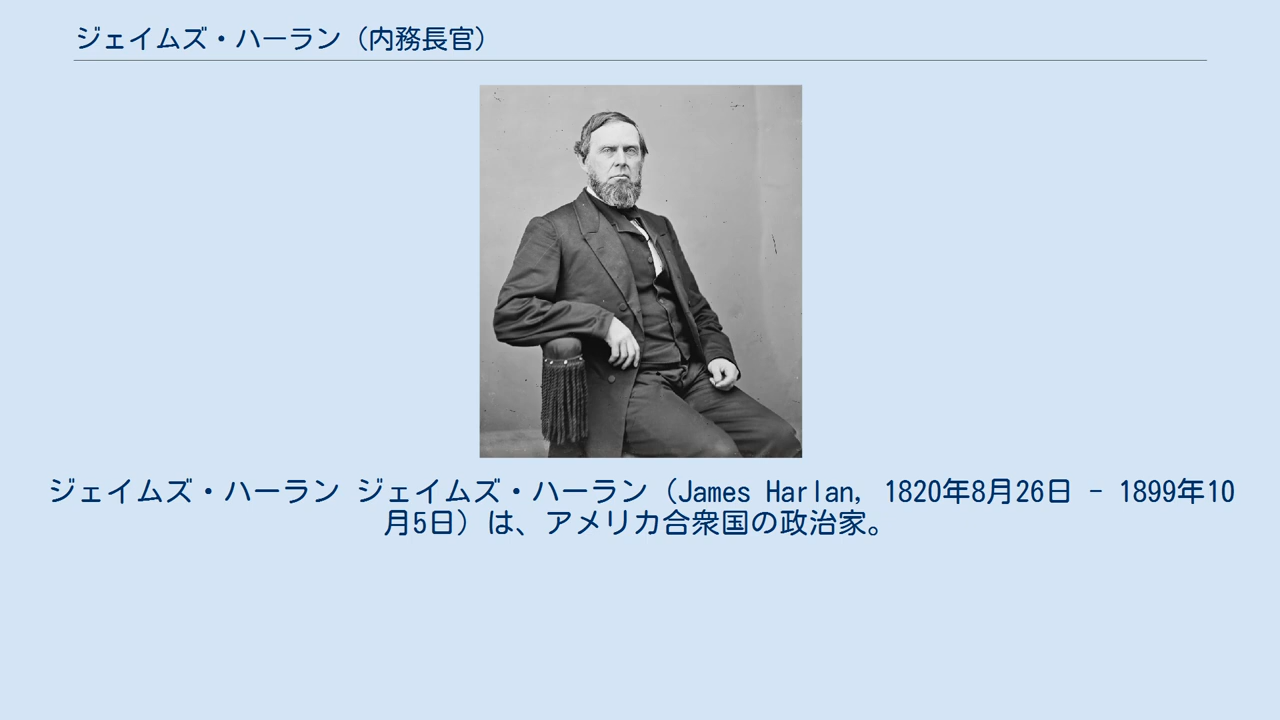 ジェイムズ・ハーラン（内務長官）
ジェイムズ・ハーラン ジェイムズ・ハーラン（James Harlan, 1820年8月26日 - 1899年10
月5日）は、アメリカ合衆国の政治家。